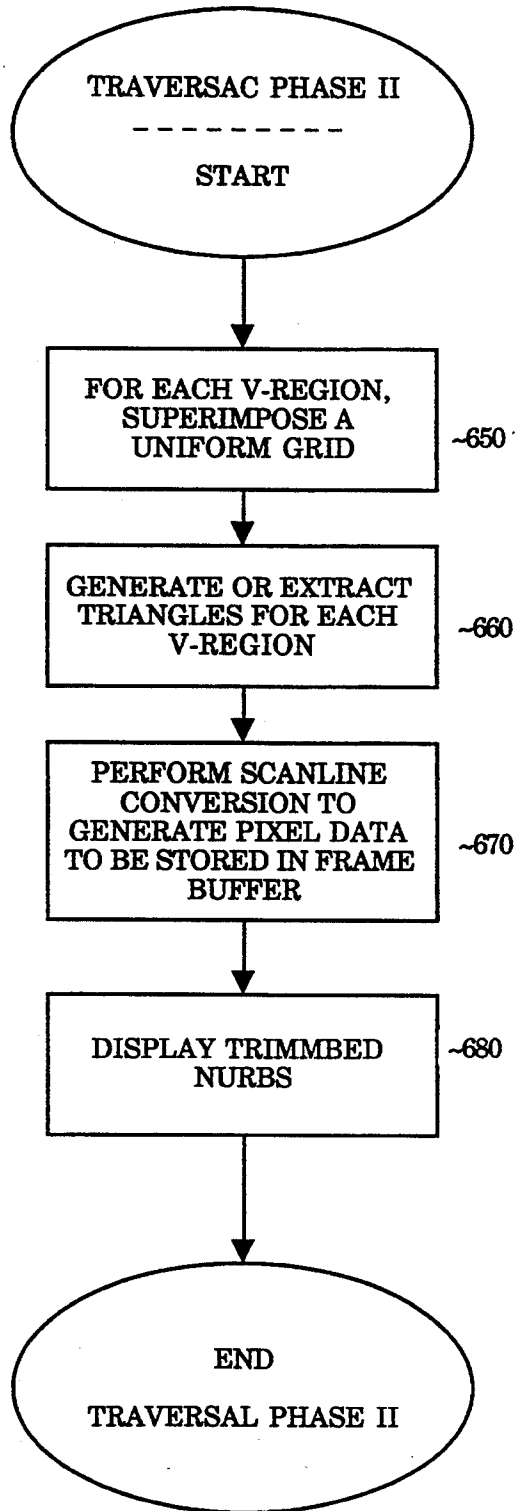 TRAVERSAC PHASE II
START
FOR EACH V-REGION,
SUPERIMPOSE A
UNIFORM GRID
~650
GENERATE OR EXTRACT
TRIANGLES FOR EACH
V-REGION
~660
PERFORM SCANLINE
CONVERSION TO
GENERATE PIXEL DATA
TO BE STORED IN FRAME
BUFFER
~670
DISPLAY TRIMMBED
NURBS
~680
END
TRAVERSAL PHASE II